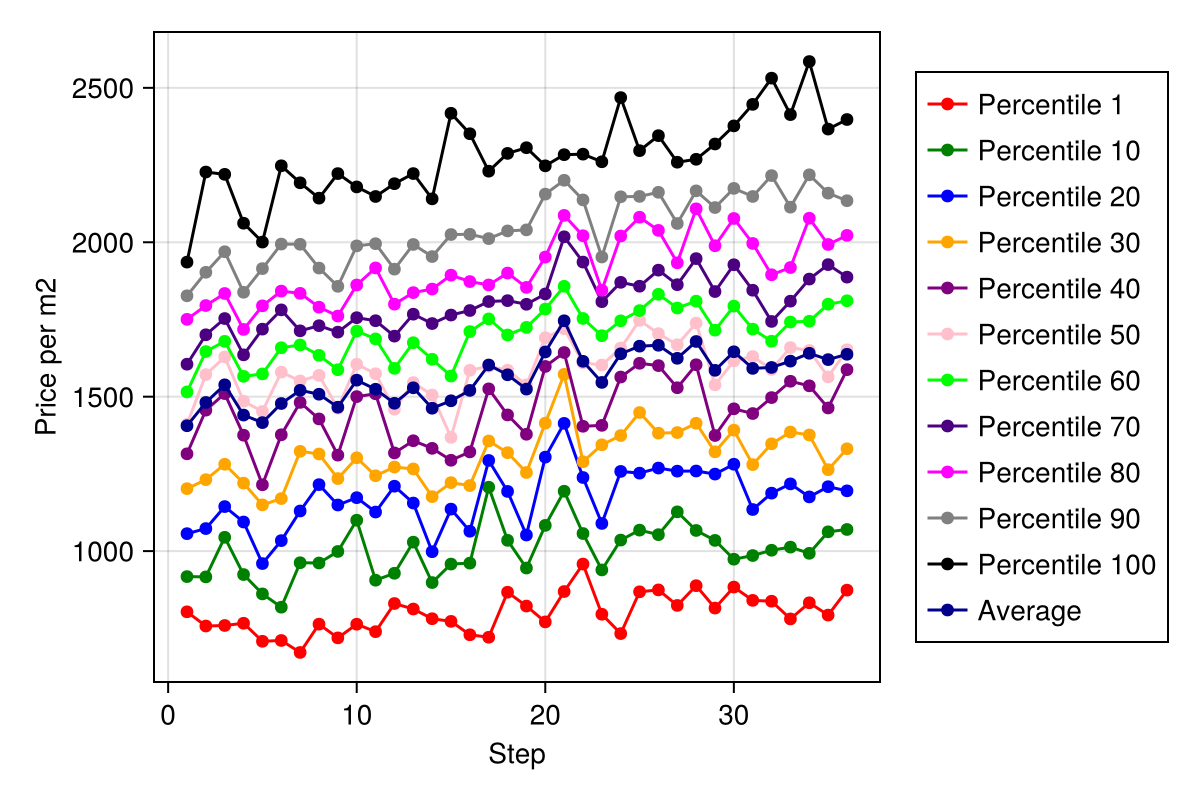 2500
2000
1500
1000
Price per m2
0 10 20 30
Step
Percentile 1
Percentile 10
Percentile 20
Percentile 30
Percentile 40
Percentile 50
Percentile 60
Percentile 70
Percentile 80
Percentile 90
Percentile 100
Average